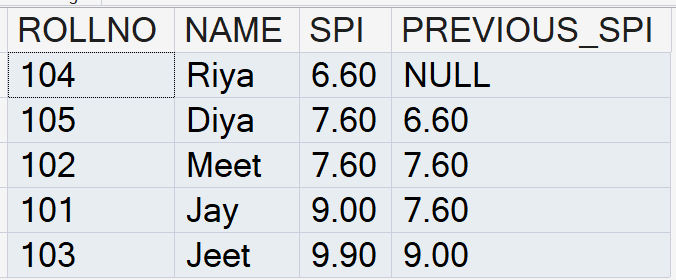 ROLLNO NAME SPI PREVIOUS_SPI
104 Riya 6.60 NULL
105 Diya 7.60 6.60
102 Meet 7.60 7.60
101 Jay 9.00 7.60
103 Jeet 9.90 9.00